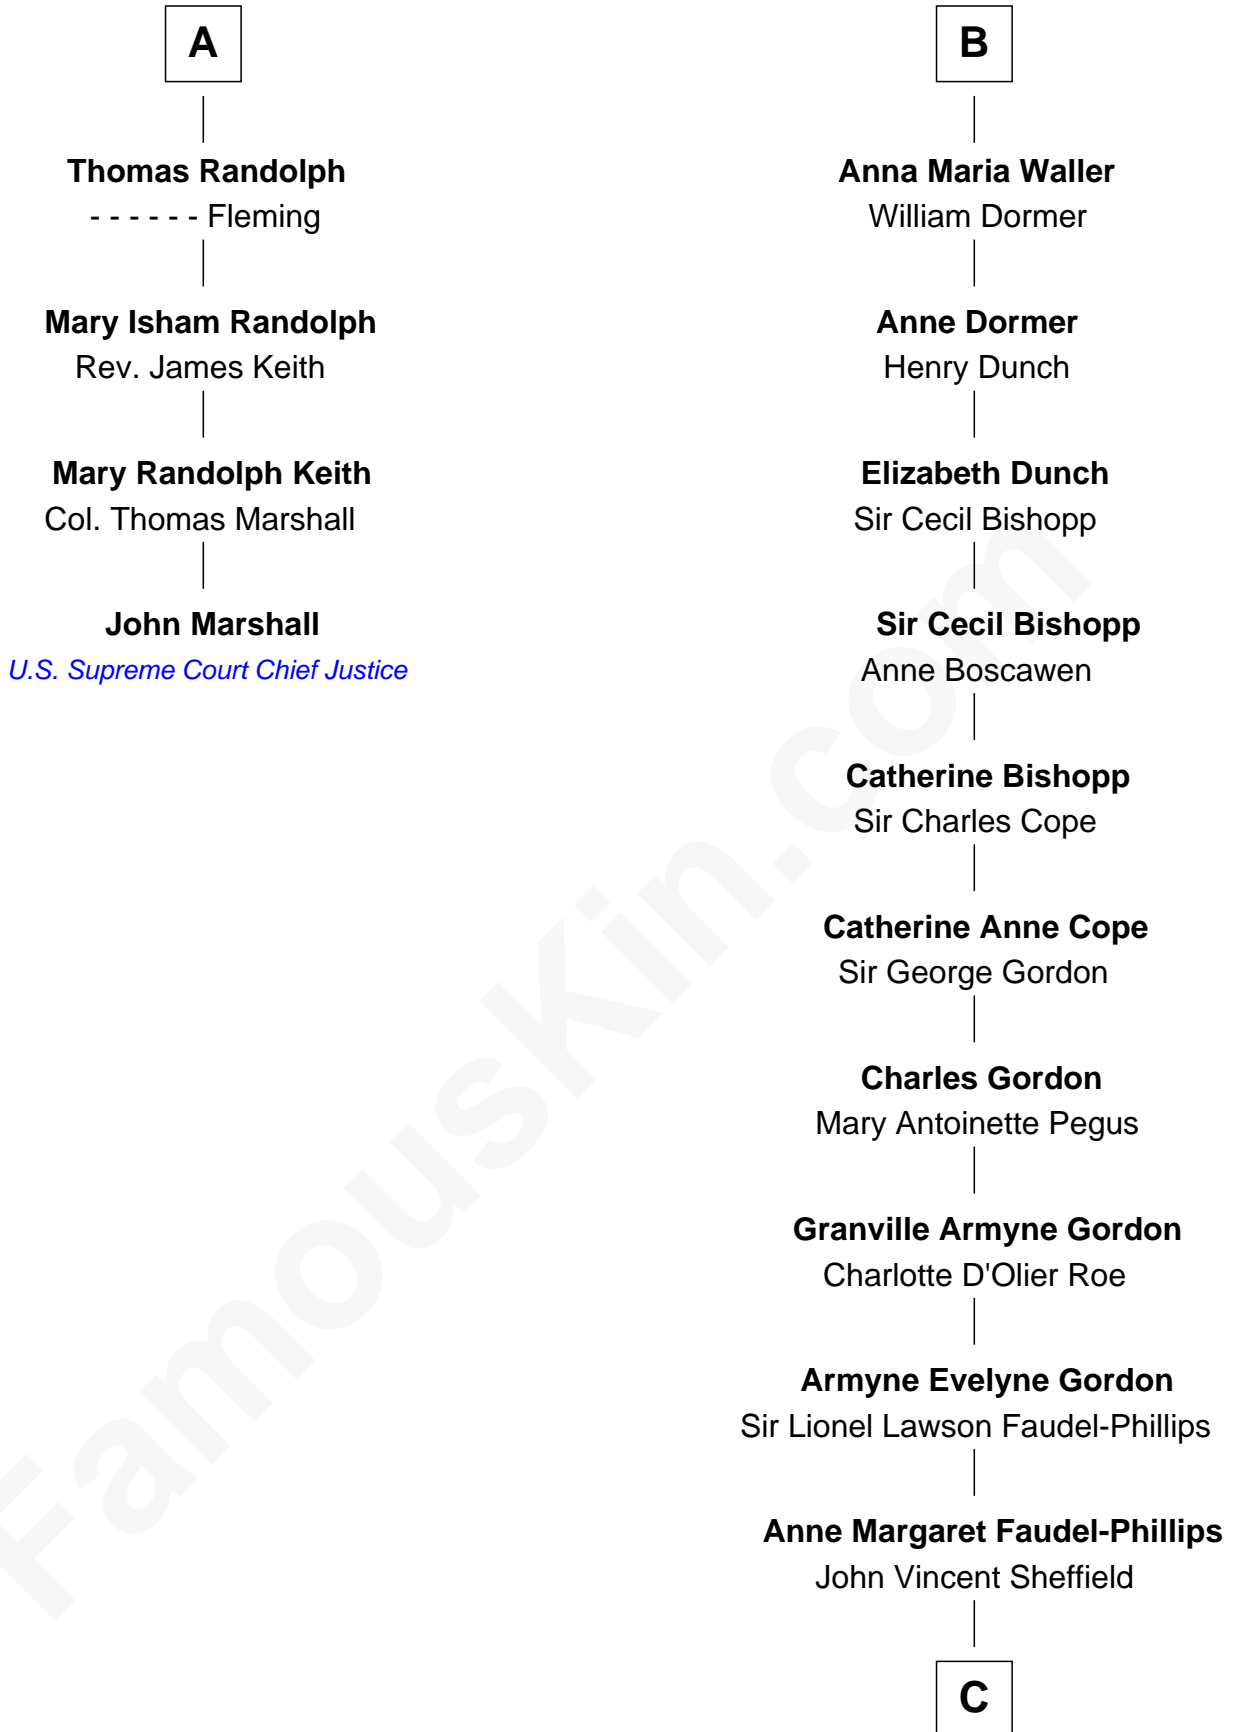 A
Thomas Randolph
- - - - - - Fleming
Mary Isham Randolph
Rev. James Keith
Mary Randolph Keith
Col. Thomas Marshall
John Marshall
U.S. Supreme Court Chief Justice
B
Anna Maria Waller
William Dormer
Anne Dormer
Henry Dunch
Elizabeth Dunch
Sir Cecil Bishopp
Sir Cecil Bishopp
Anne Boscawen
Catherine Bishopp
Sir Charles Cope
Catherine Anne Cope
Sir George Gordon
Charles Gordon
Mary Antoinette Pegus
Granville Armyne Gordon
Charlotte D'Olier Roe
Armyne Evelyne Gordon
Sir Lionel Lawson Faudel-Phillips
Anne Margaret Faudel-Phillips
John Vincent Sheffield
C
FamousKin.com